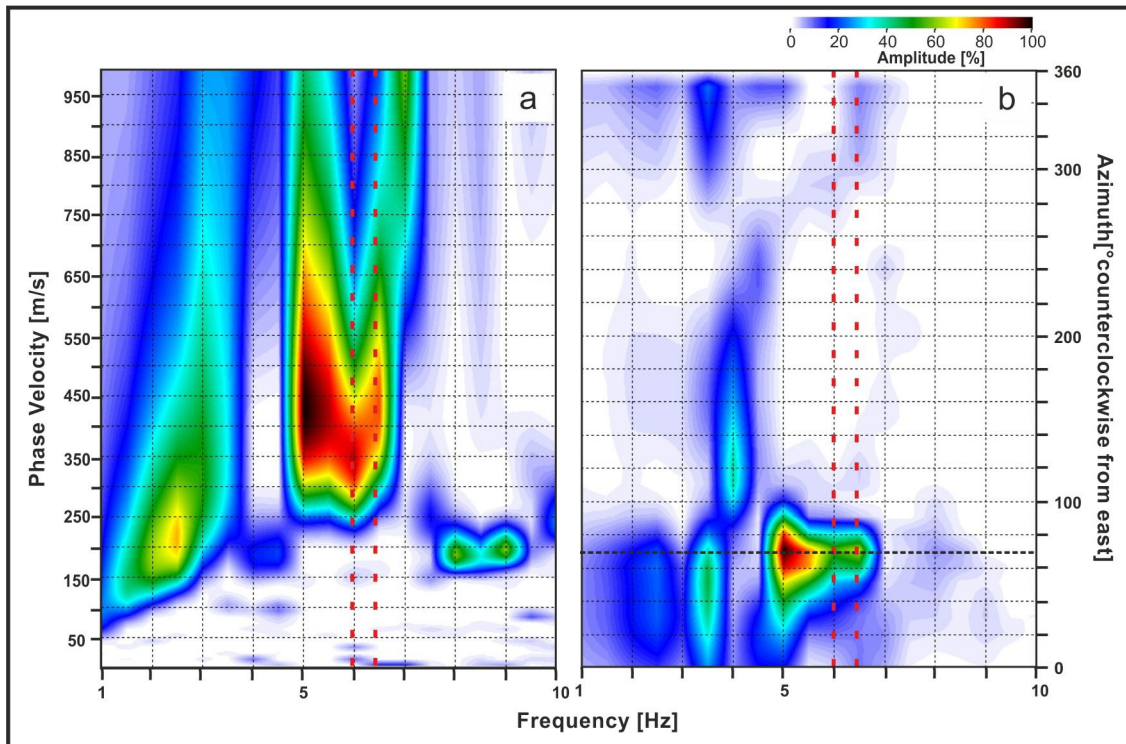 0 20 40 60 80 100
Amplitude [%]
a
b
950
850
750
650
550
450
350
250
150
50
Phase Velocity [m/s]
360
300
200
100
0
Azimuth[°counterclockwise from east]
1 5 10
1 5 10
Frequency [Hz]